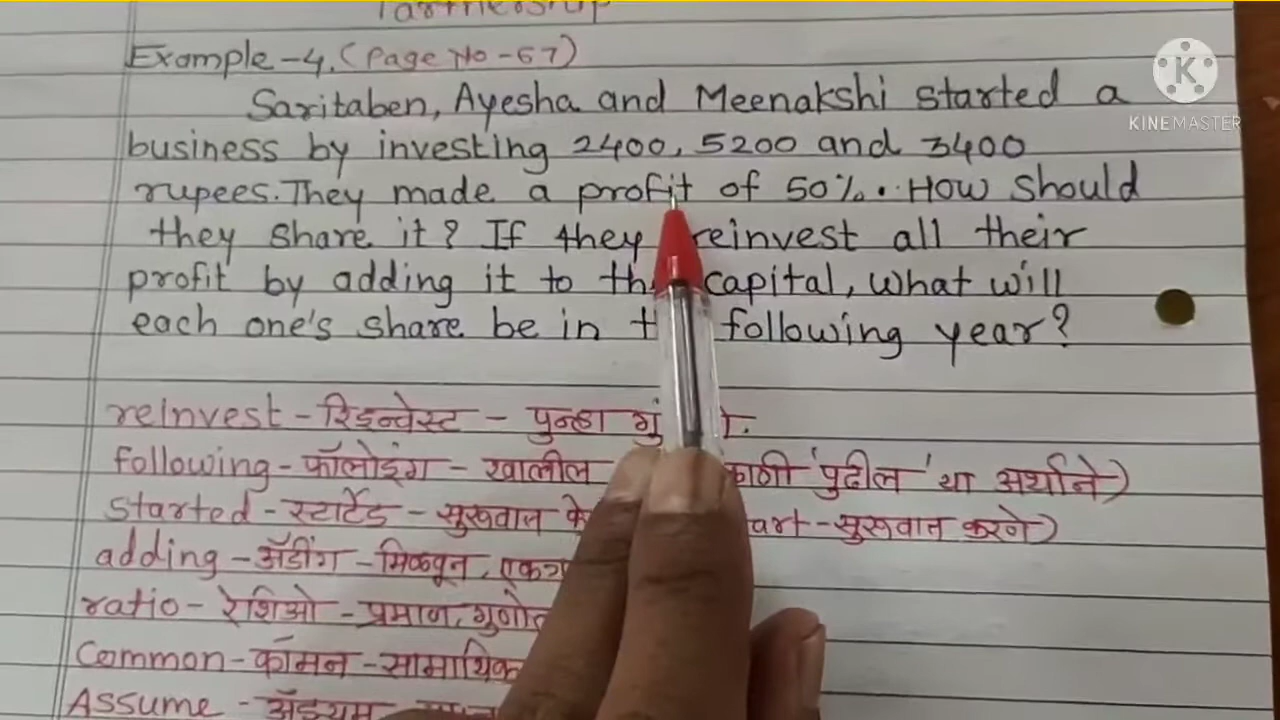 Partnership
Example-4. (Page No-67)
Saritaben, Ayesha and Meenakshi started a
business by investing 2400, 5200 and 3400
rupees. They made a profit of 50%. How should
they share it? If they reinvest all their
profit by adding it to the capital, what will
each one's share be in the following year?
reinvest - रिइन्वेस्ट - पुन्हा
following - फॉलोइंग - खालील 'पुढील' या अर्थाने)
started - स्टार्टेड - सुरूवात - सुरुवात करणे)
adding - ॲडींग - मिळवून,
ratio - रेशिओ - प्रमाण,
Common - कॉमन - सामायिक
Assume -
K
KINEMASTER